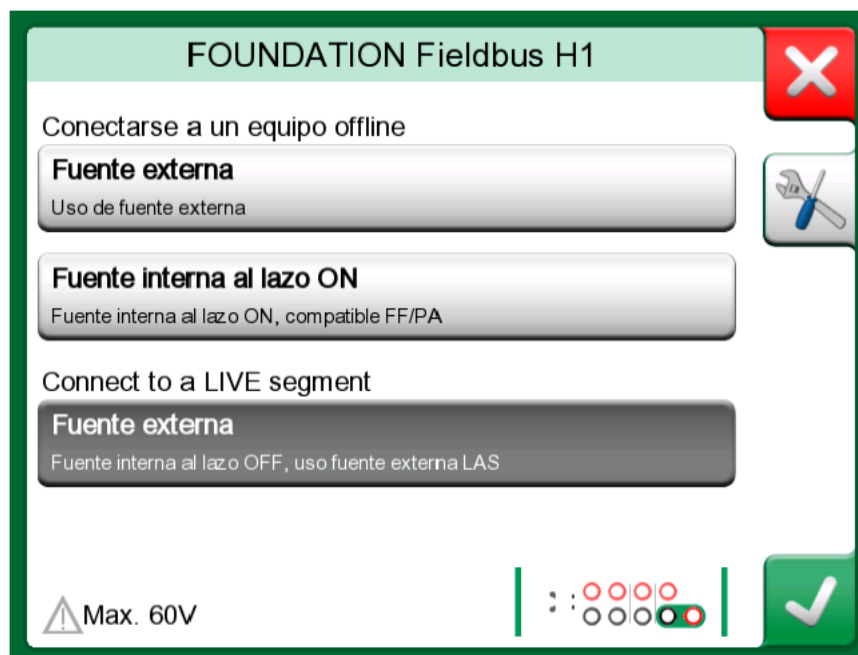 FOUNDATION Fieldbus H1
Conectarse a un equipo offline
Fuente externa
Uso de fuente externa
Fuente interna al lazo ON
Fuente interna al lazo ON, compatible FF/PA
Connect to a LIVE segment
Fuente externa
Fuente interna al lazo OFF, uso fuente externa LAS
Max. 60V